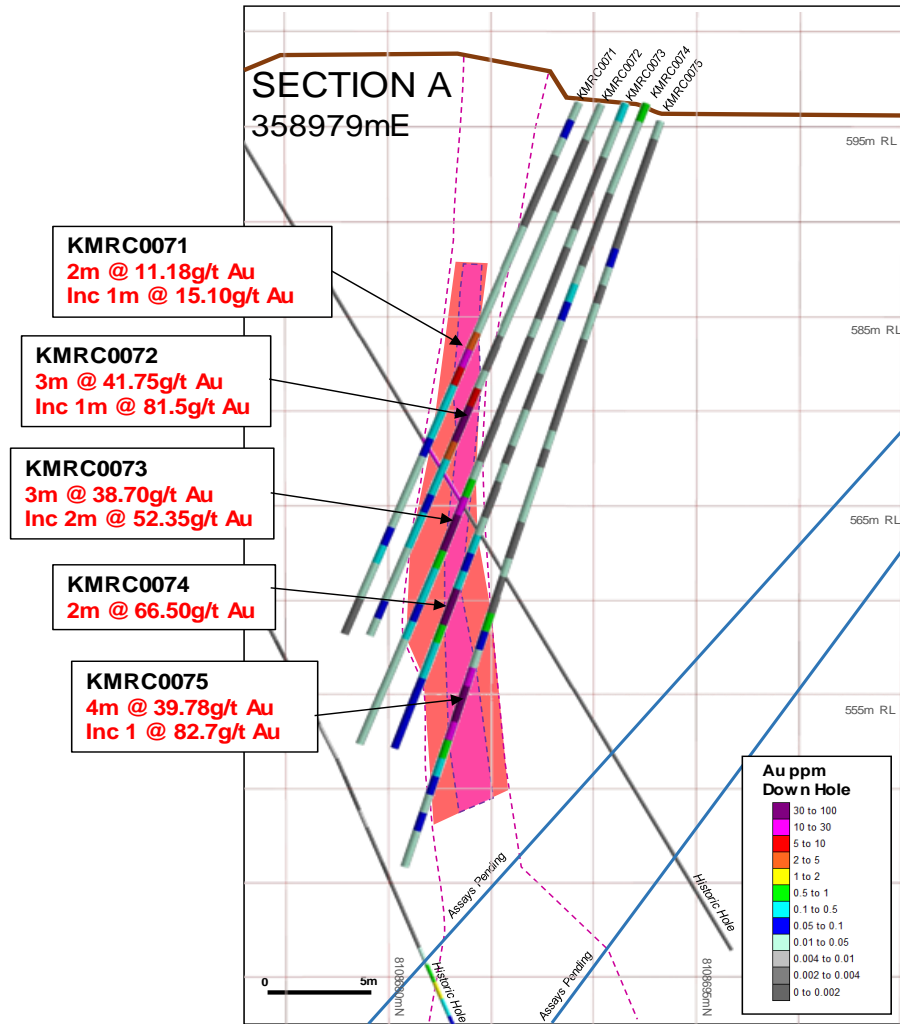 SECTION A
358979mE
KMRC0071
KMRC0072
KMRC0073
KMRC0074
KMRC0075
595m RL
KMRC0071
2m @ 11.18g/t Au
Inc 1m @ 15.10g/t Au
585m RL
KMRC0072
3m @ 41.75g/t Au
Inc 1m @ 81.5g/t Au
KMRC0073
3m @ 38.70g/t Au
Inc 2m @ 52.35g/t Au
565m RL
KMRC0074
2m @ 66.50g/t Au
KMRC0075
4m @ 39.78g/t Au
Inc 1 @ 82.7g/t Au
555m RL
Au ppm
Down Hole
30 to 100
10 to 30
5 to 10
2 to 5
1 to 2
0.5 to 1
0.1 to 0.5
0.05 to 0.1
0.01 to 0.05
0.004 to 0.01
0.002 to 0.004
0 to 0.002
Assays Pending
Historic Hole
Assays Pending
Historic Hole
8108680mN
8108695mN
0 5m